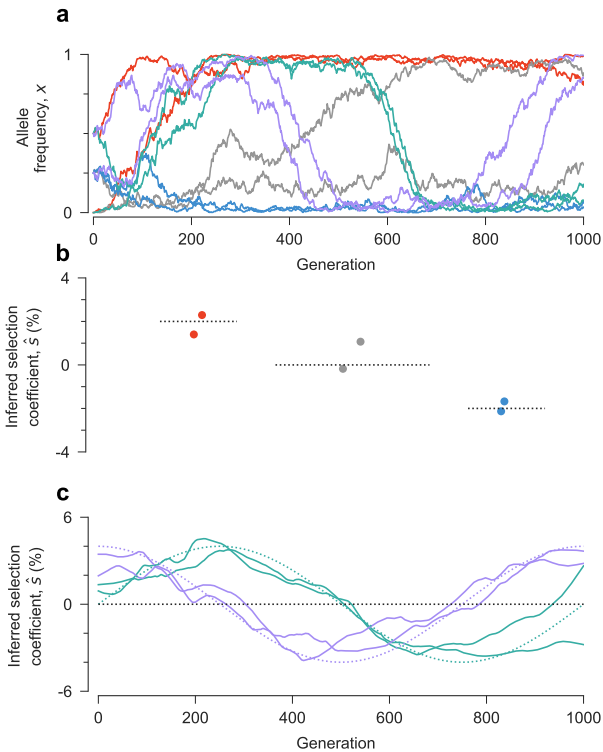 a
1
0
Allele
frequency, x
0 200 400 600 800 1000
Generation
b
4
0
-4
Inferred selection
coefficient, ŝ (%)
c
6
0
-6
Inferred selection
coefficient, ŝ (%)
0 200 400 600 800 1000
Generation